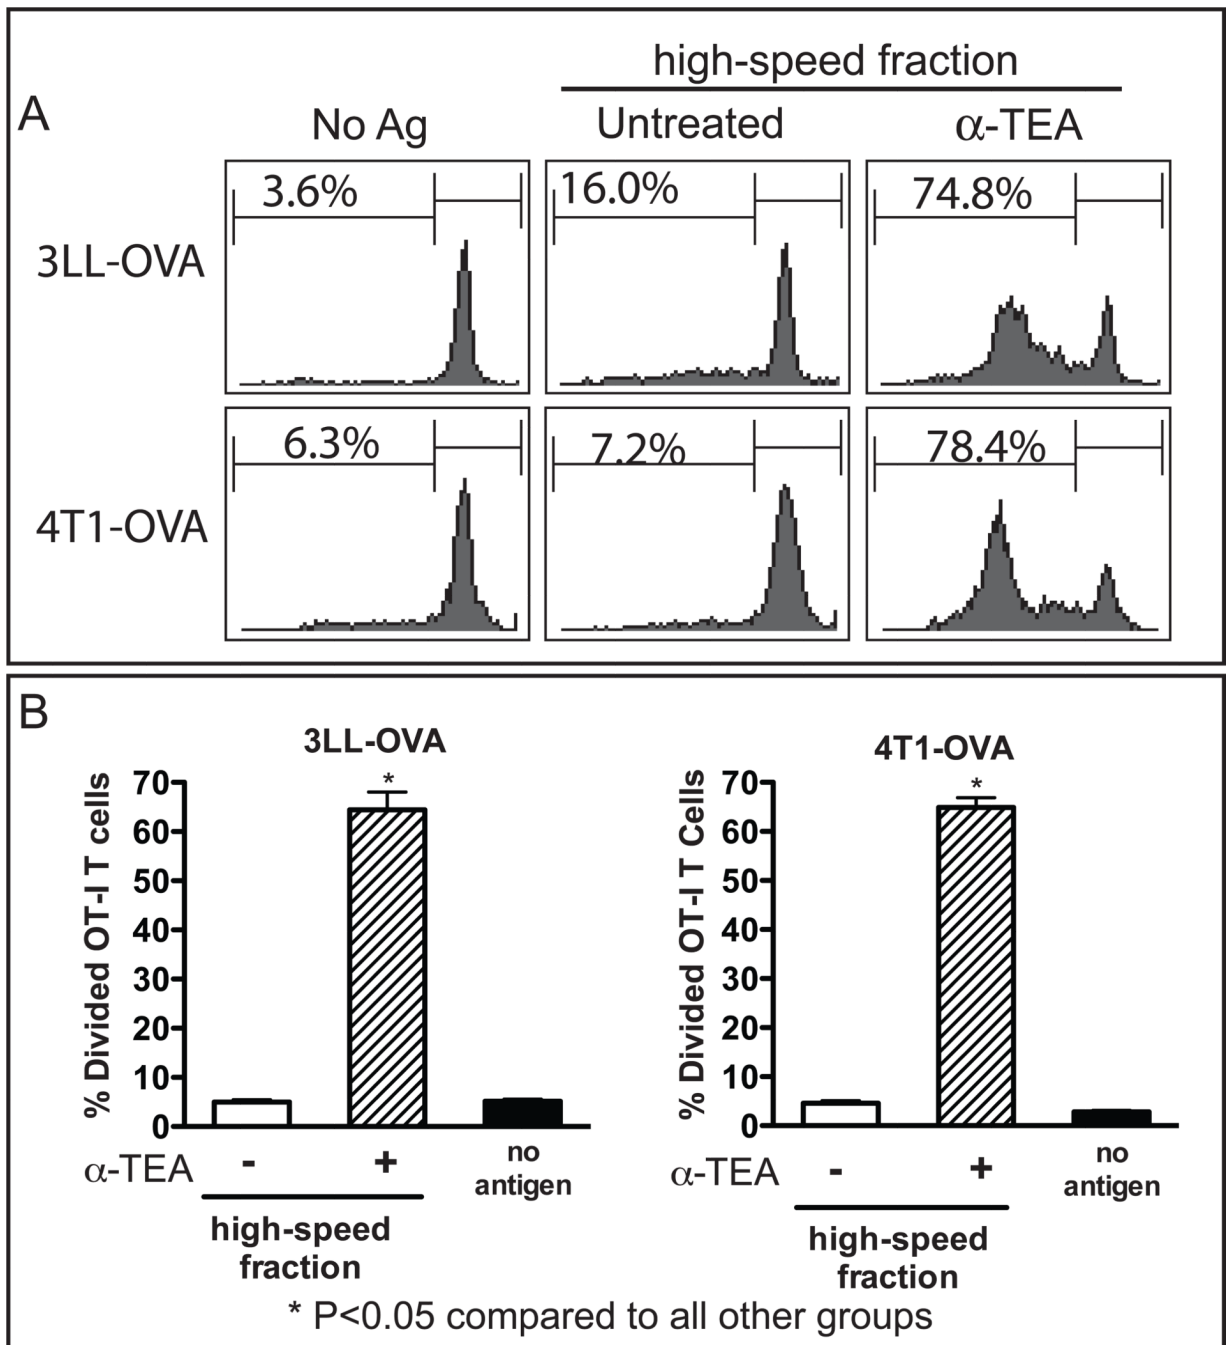 A
high-speed fraction
No Ag Untreated α-TEA
3LL-OVA 3.6% 16.0% 74.8%
4T1-OVA 6.3% 7.2% 78.4%
B
3LL-OVA
% Divided OT-I T cells
70
60
50
40
30
20
10
0
*
α-TEA - + no antigen
high-speed
fraction
4T1-OVA
% Divided OT-I T Cells
70
60
50
40
30
20
10
0
*
α-TEA - + no antigen
high-speed
fraction
* P<0.05 compared to all other groups